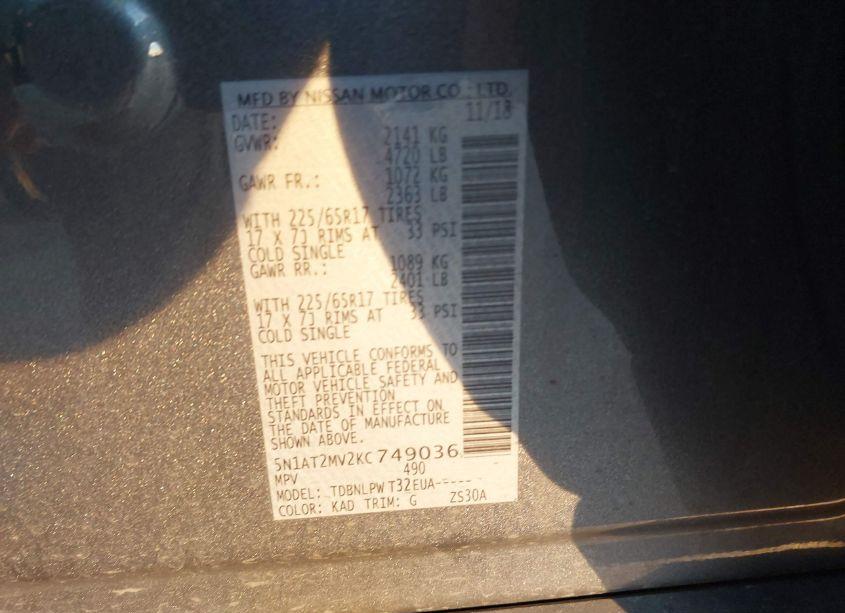 MFD BY NISSAN MOTOR CO., LTD.
DATE: 11/18
GVWR: 2141 KG
4720 LB
GAWR FR.: 1072 KG
2363 LB
WITH 225/65R17 TIRES
17 X 7J RIMS AT 33 PSI
COLD SINGLE
GAWR RR.: 1089 KG
2401 LB
WITH 225/65R17 TIRES
17 X 7J RIMS AT 33 PSI
COLD SINGLE
THIS VEHICLE CONFORMS TO
ALL APPLICABLE FEDERAL
MOTOR VEHICLE SAFETY AND
THEFT PREVENTION
STANDARDS IN EFFECT ON
THE DATE OF MANUFACTURE
SHOWN ABOVE.
5N1AT2MV2KC749036
MPV 490
MODEL: TDBNLPW T32EUA-----
COLOR: KAD TRIM: G ZS30A